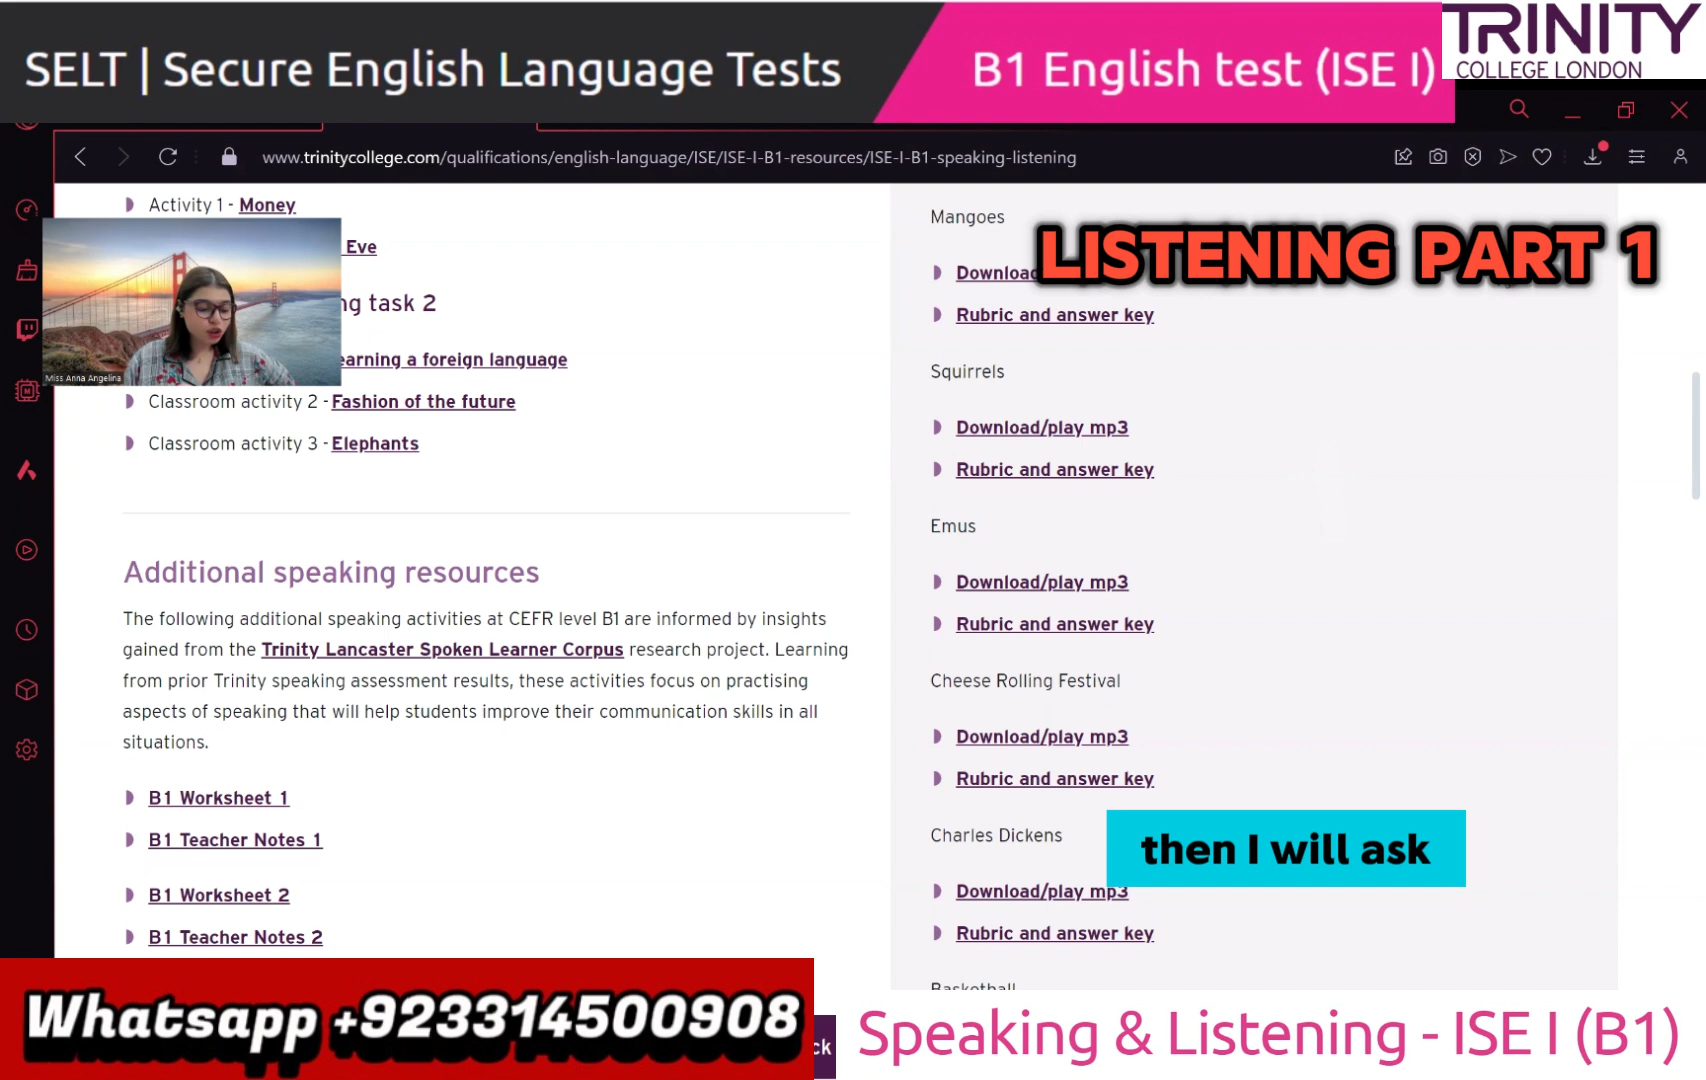 SELT | Secure English Language Tests
B1 English test (ISE I)
TRINITY
COLLEGE LONDON
www.trinitycollege.com/qualifications/english-language/ISE/ISE-I-B1-resources/ISE-I-B1-speaking-listening
Activity 1 - Money
Eve
ng task 2
earning a foreign language
Classroom activity 2 - Fashion of the future
Classroom activity 3 - Elephants
Miss Anna Angelina
Additional speaking resources
The following additional speaking activities at CEFR level B1 are informed by insights
gained from the Trinity Lancaster Spoken Learner Corpus research project. Learning
from prior Trinity speaking assessment results, these activities focus on practising
aspects of speaking that will help students improve their communication skills in all
situations.
B1 Worksheet 1
B1 Teacher Notes 1
B1 Worksheet 2
B1 Teacher Notes 2
LISTENING PART 1
Mangoes
Download
Rubric and answer key
Squirrels
Download/play mp3
Rubric and answer key
Emus
Download/play mp3
Rubric and answer key
Cheese Rolling Festival
Download/play mp3
Rubric and answer key
Charles Dickens
then I will ask
Download/play mp3
Rubric and answer key
Basketball
Whatsapp +923314500908
ck
Speaking & Listening - ISE I (B1)